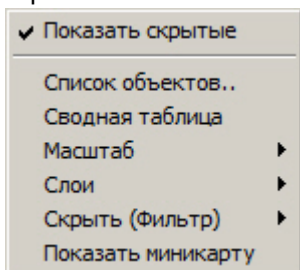 Показать скрытые
Список объектов..
Сводная таблица
Масштаб
Слои
Скрыть (Фильтр)
Показать миникарту